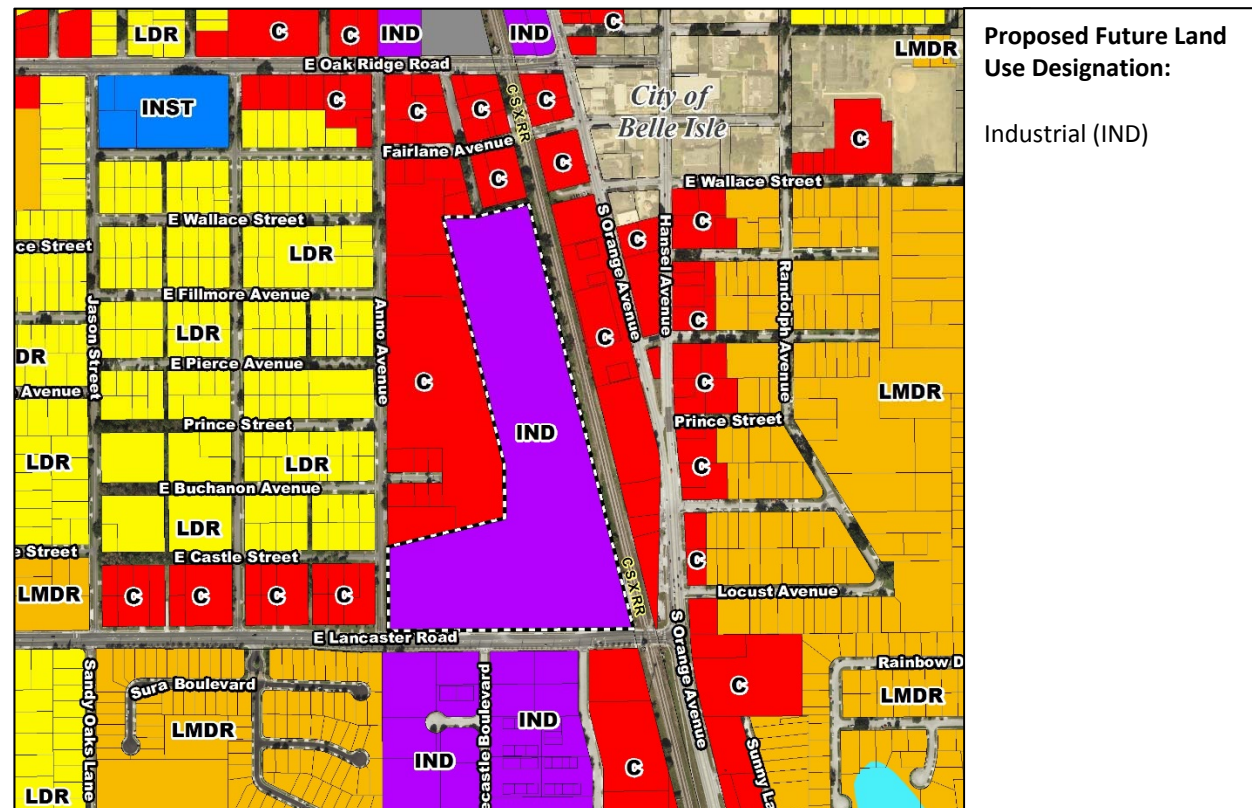 LDR
C
C
IND
IND
C
LMDR
E Oak Ridge Road
INST
C
C
C
C
CSX RR
City of
Belle Isle
C
Fairlane Avenue
C
C
E Wallace Street
E Wallace Street
ce Street
LDR
S Orange Avenue
C
Hansel Avenue
C
Randolph Avenue
E Fillmore Avenue
Jason Street
LDR
Anno Avenue
C
C
DR
E Pierce Avenue
Avenue
C
C
LMDR
Prince Street
IND
Prince Street
LDR
LDR
C
E Buchanon Avenue
LDR
C
e Street
E Castle Street
LMDR
C
C
C
C
CSX RR
Locust Avenue
E Lancaster Road
S Orange Avenue
Sandy Oaks Lane
Sura Boulevard
LMDR
IND
ecastle Boulevard
IND
C
C
Rainbow D
LMDR
Sunny La
LDR
Proposed Future Land
Use Designation:
Industrial (IND)